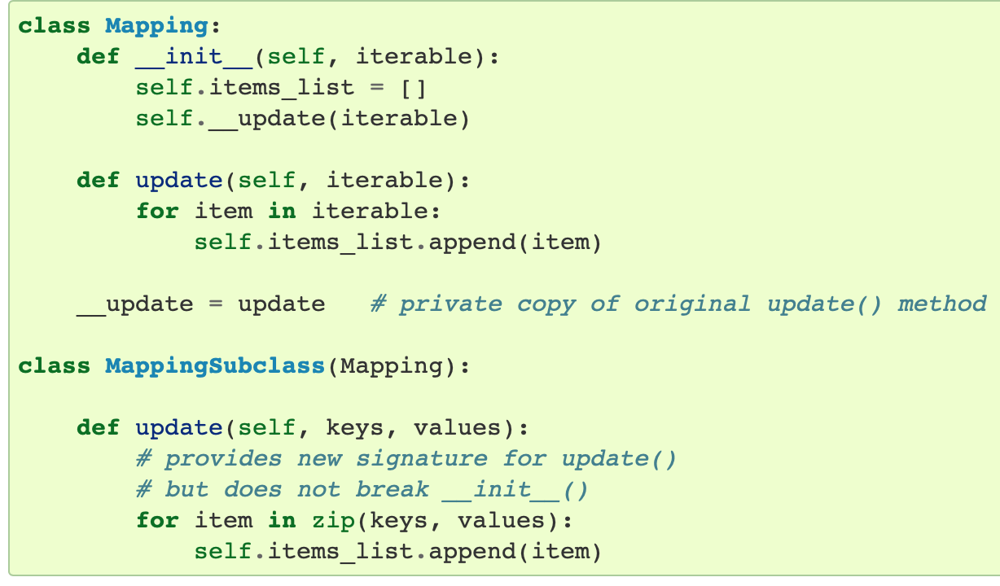 class Mapping:
    def __init__(self, iterable):
        self.items_list = []
        self.__update(iterable)

    def update(self, iterable):
        for item in iterable:
            self.items_list.append(item)

    __update = update   # private copy of original update() method

class MappingSubclass(Mapping):

    def update(self, keys, values):
        # provides new signature for update()
        # but does not break __init__()
        for item in zip(keys, values):
            self.items_list.append(item)